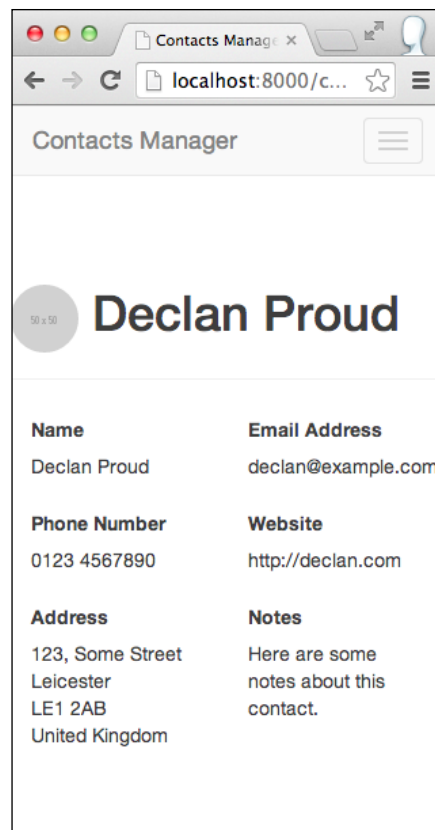 Contacts Manage
localhost:8000/c...
Contacts Manager
50 x 50
Declan Proud
Name
Declan Proud
Email Address
declan@example.com
Phone Number
0123 4567890
Website
http://declan.com
Address
123, Some Street
Leicester
LE1 2AB
United Kingdom
Notes
Here are some
notes about this
contact.